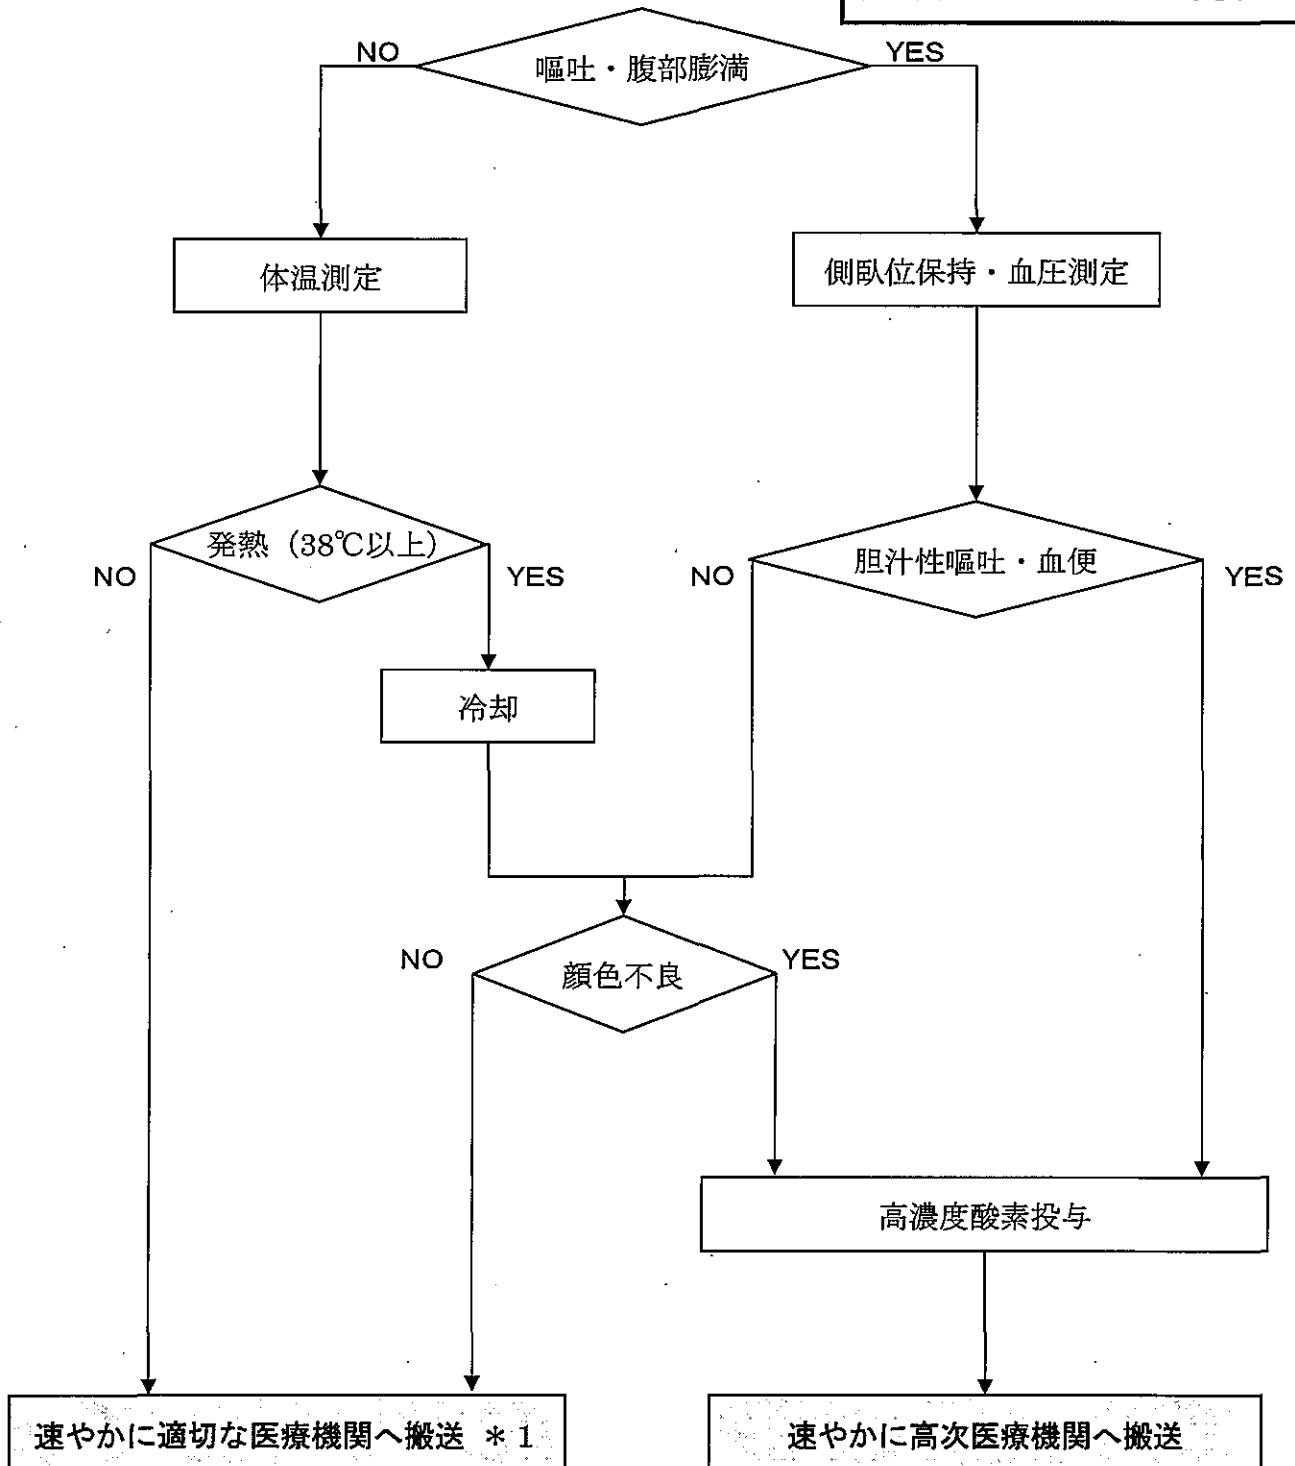 嘔吐・腹部膨満
NO
YES
体温測定
側臥位保持・血圧測定
発熱（38℃以上）
NO
YES
胆汁性嘔吐・血便
NO
YES
冷却
顔色不良
NO
YES
高濃度酸素投与
速やかに適切な医療機関へ搬送 ＊1
速やかに高次医療機関へ搬送